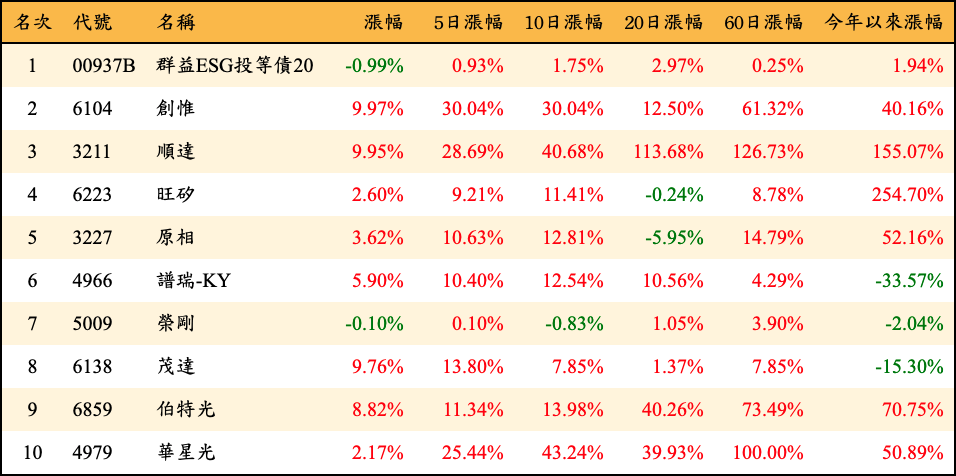 名次 代號 名稱 漲幅 5日漲幅 10日漲幅 20日漲幅 60日漲幅 今年以來漲幅
1 00937B 群益ESG投等債20 -0.99% 0.93% 1.75% 2.97% 0.25% 1.94%
2 6104 創惟 9.97% 30.04% 30.04% 12.50% 61.32% 40.16%
3 3211 順達 9.95% 28.69% 40.68% 113.68% 126.73% 155.07%
4 6223 旺矽 2.60% 9.21% 11.41% -0.24% 8.78% 254.70%
5 3227 原相 3.62% 10.63% 12.81% -5.95% 14.79% 52.16%
6 4966 譜瑞-KY 5.90% 10.40% 12.54% 10.56% 4.29% -33.57%
7 5009 榮剛 -0.10% 0.10% -0.83% 1.05% 3.90% -2.04%
8 6138 茂達 9.76% 13.80% 7.85% 1.37% 7.85% -15.30%
9 6859 伯特光 8.82% 11.34% 13.98% 40.26% 73.49% 70.75%
10 4979 華星光 2.17% 25.44% 43.24% 39.93% 100.00% 50.89%